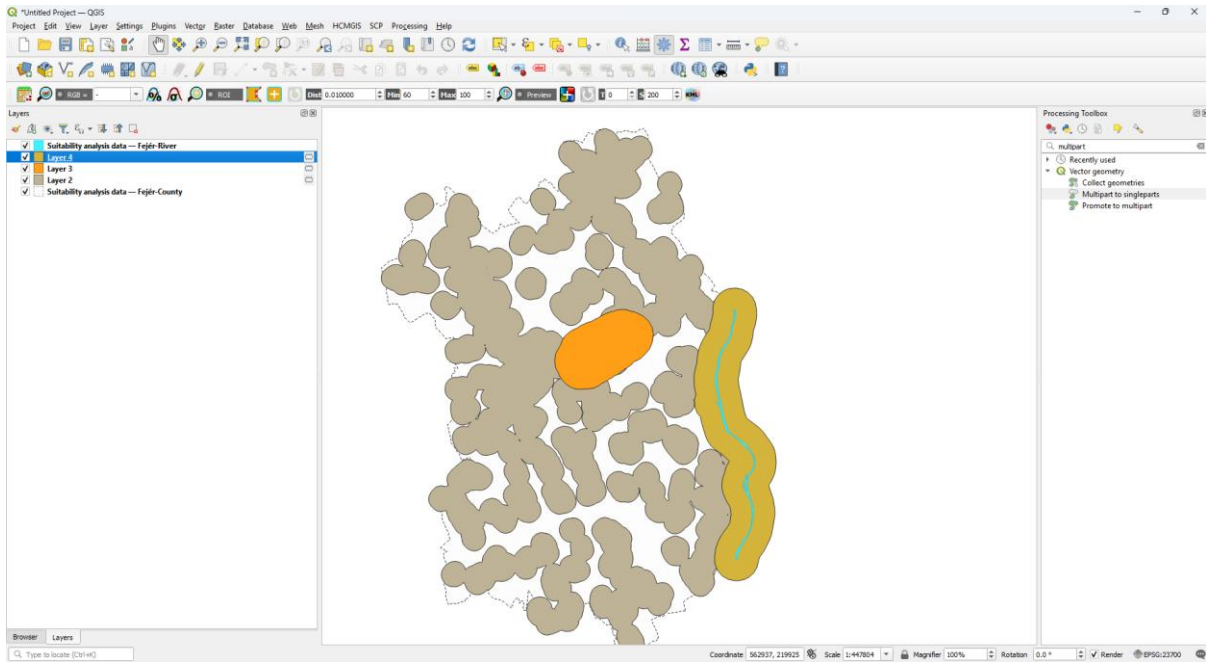 *Untitled Project — QGIS
Project Edit View Layer Settings Plugins Vector Raster Database Web Mesh HCMGIS SCP Processing Help
RGB = - ROI Dist 0.010000 Min 60 Max 100 Preview T 0 S 200 KML
Layers
Suitability analysis data — Fejér-River
Layer 4
Layer 3
Layer 2
Suitability analysis data — Fejér-County
Processing Toolbox
multipart
Recently used
Vector geometry
Collect geometries
Multipart to singleparts
Promote to multipart
Browser Layers
Type to locate (Ctrl+K) Coordinate 562937, 219925 Scale 1:447804 Magnifier 100% Rotation 0.0 ° Render EPSG:23700